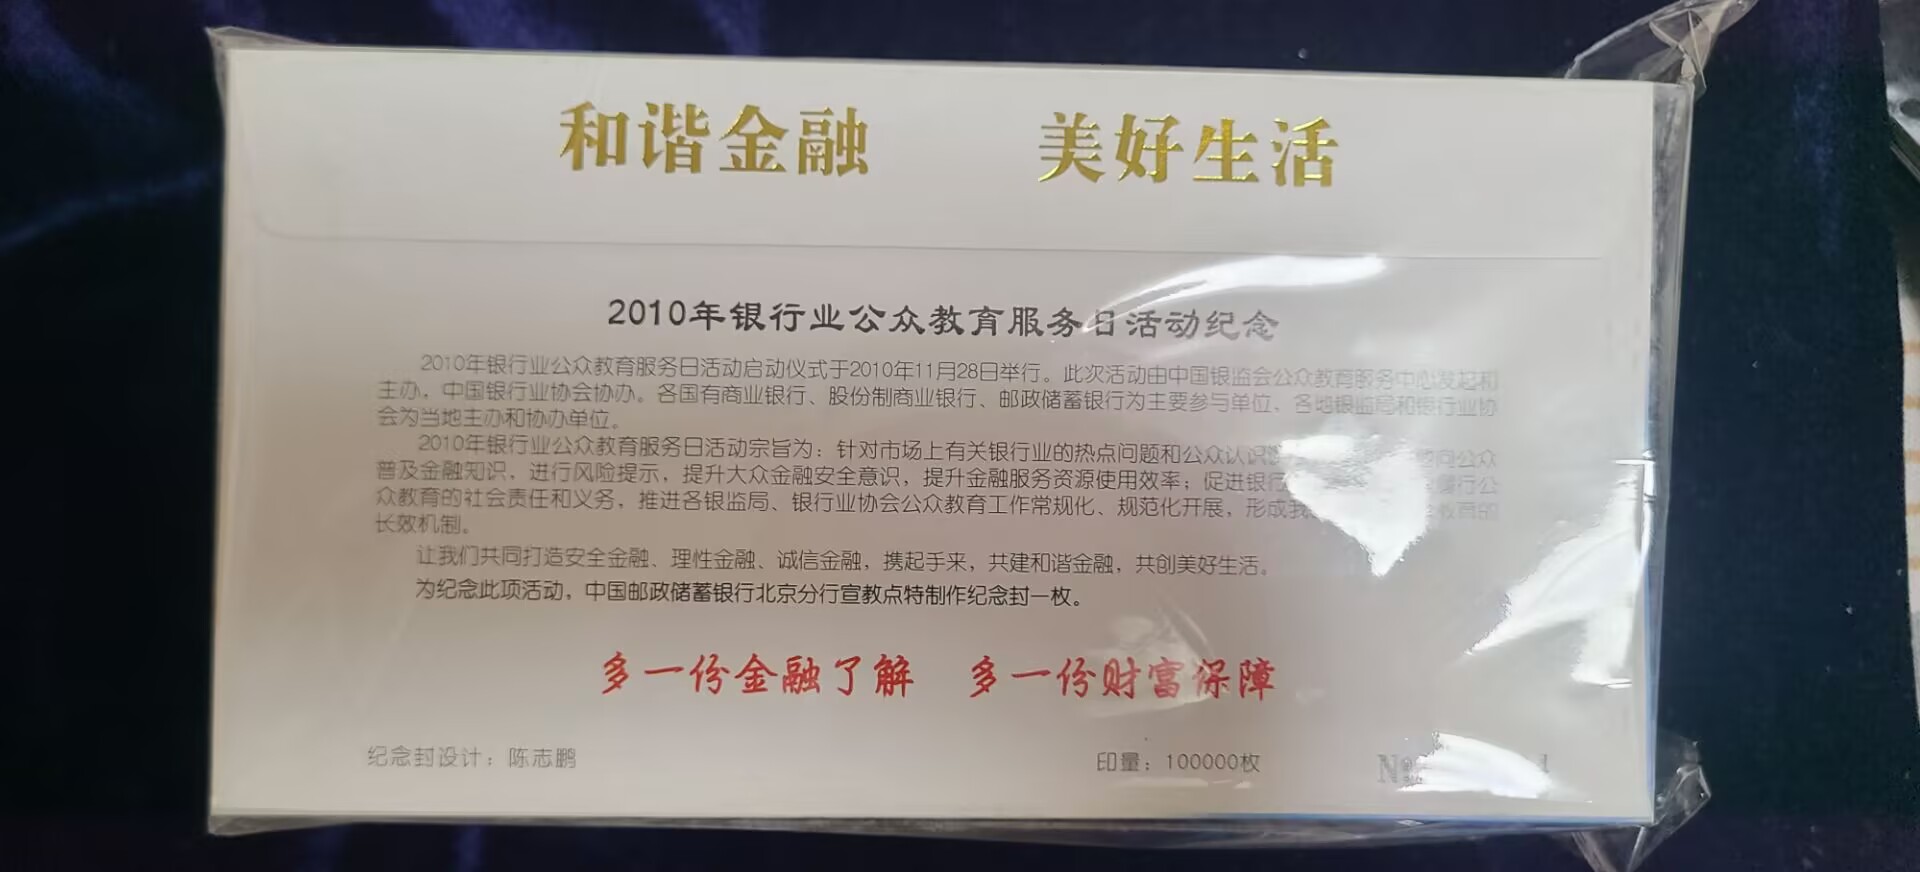 和谐金融 美好生活
2010年银行业公众教育服务日活动纪念
2010年银行业公众教育服务日活动启动仪式于2010年11月28日举行。此次活动由中国银监会公众教育服务中心发起和
主办，中国银行业协会协办。各国有商业银行、股份制商业银行、邮政储蓄银行为主要参与单位，各地银监局和银行业协
会为当地主办和协办单位。
2010年银行业公众教育服务日活动宗旨为：针对市场上有关银行业的热点问题和公众认识 向公众
普及金融知识，进行风险提示，提升大众金融安全意识，提升金融服务资源使用效率；促进银行 履行公
众教育的社会责任和义务，推进各银监局、银行业协会公众教育工作常规化、规范化开展，形成我 教育的
长效机制。
让我们共同打造安全金融、理性金融、诚信金融，携起手来，共建和谐金融，共创美好生活。
为纪念此项活动，中国邮政储蓄银行北京分行宣教点特制作纪念封一枚。
多一份金融了解 多一份财富保障
纪念封设计：陈志鹏 印量：100000枚 №